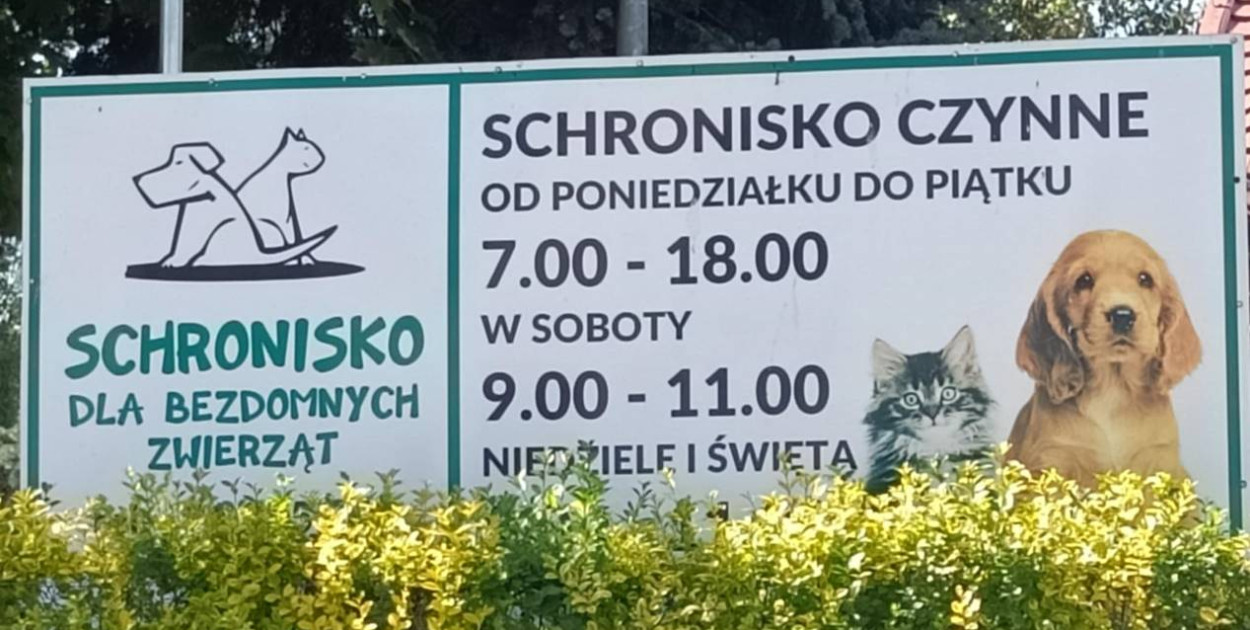 SCHRONISKO
DLA BEZDOMNYCH
ZWIERZĄT
SCHRONISKO CZYNNE
OD PONIEDZIAŁKU DO PIĄTKU
7.00 - 18.00
W SOBOTY
9.00 - 11.00
NIEDZIELE I ŚWIĘTA